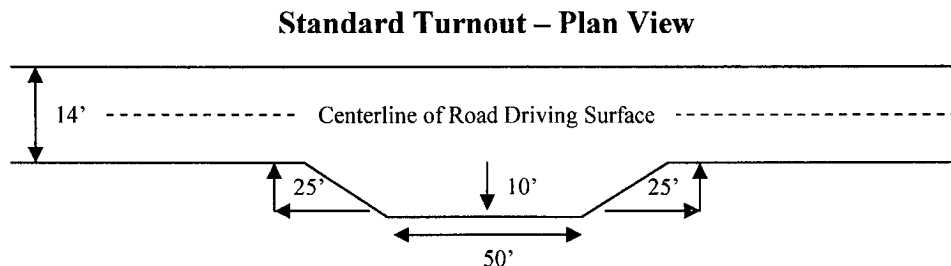 Standard Turnout – Plan View
14’
Centerline of Road Driving Surface
25’
10’
25’
50’